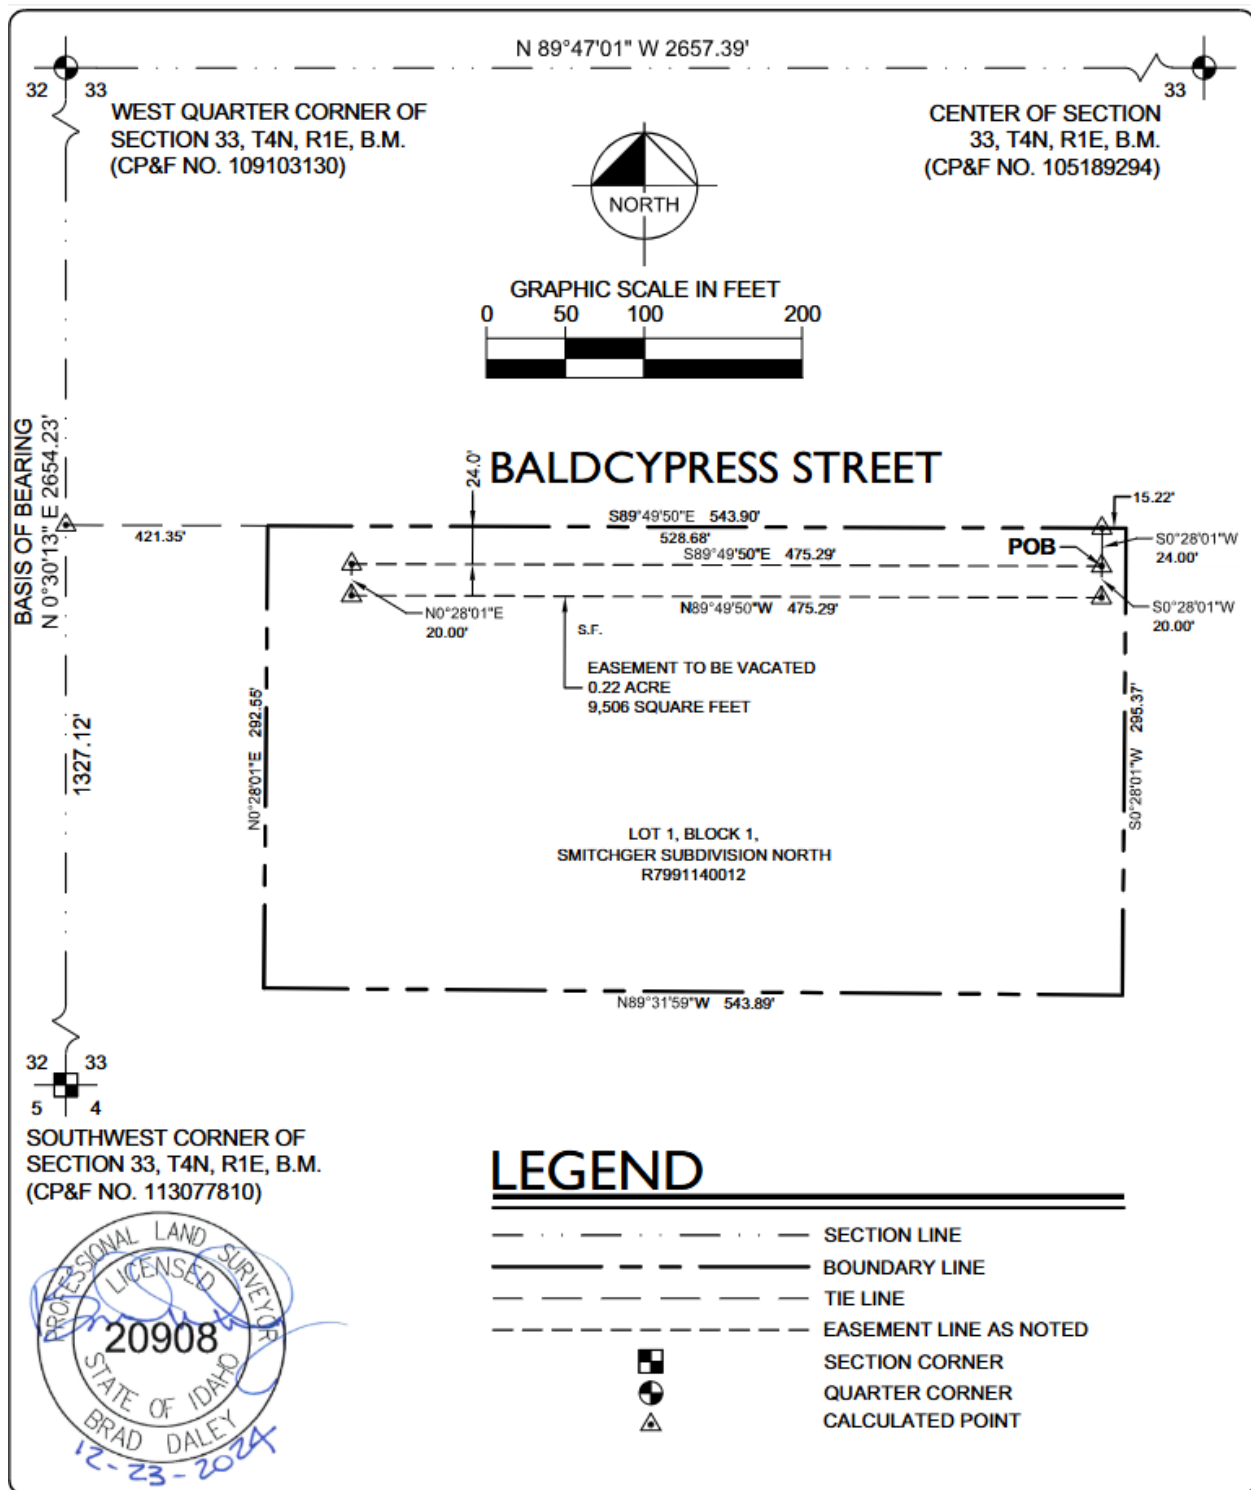 N 89°47'01" W 2657.39'
32 33
33
WEST QUARTER CORNER OF
SECTION 33, T4N, R1E, B.M.
(CP&F NO. 109103130)
CENTER OF SECTION
33, T4N, R1E, B.M.
(CP&F NO. 105189294)
NORTH
GRAPHIC SCALE IN FEET
0 50 100 200
BASIS OF BEARING
N 0°30'13" E 2654.23'
1327.12'
421.35'
24.0'
BALDCYPRESS STREET
15.22'
S89°49'50"E 543.90'
528.68'
S89°49'50"E 475.29'
POB
S0°28'01"W
24.00'
N0°28'01"E
20.00'
N89°49'50"W 475.29'
S0°28'01"W
20.00'
S.F.
EASEMENT TO BE VACATED
0.22 ACRE
9,506 SQUARE FEET
N0°28'01"E 292.55'
S0°28'01"W 295.37'
LOT 1, BLOCK 1,
SMITCHGER SUBDIVISION NORTH
R7991140012
N89°31'59"W 543.89'
32 33
5 4
SOUTHWEST CORNER OF
SECTION 33, T4N, R1E, B.M.
(CP&F NO. 113077810)
PROFESSIONAL LAND SURVEYOR
LICENSED
20908
STATE OF IDAHO
BRAD DALEY
12-23-2024
LEGEND
SECTION LINE
BOUNDARY LINE
TIE LINE
EASEMENT LINE AS NOTED
SECTION CORNER
QUARTER CORNER
CALCULATED POINT